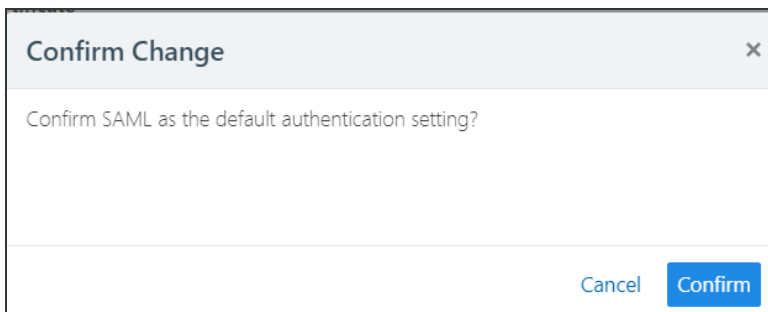 Confirm Change
×
Confirm SAML as the default authentication setting?
Cancel Confirm